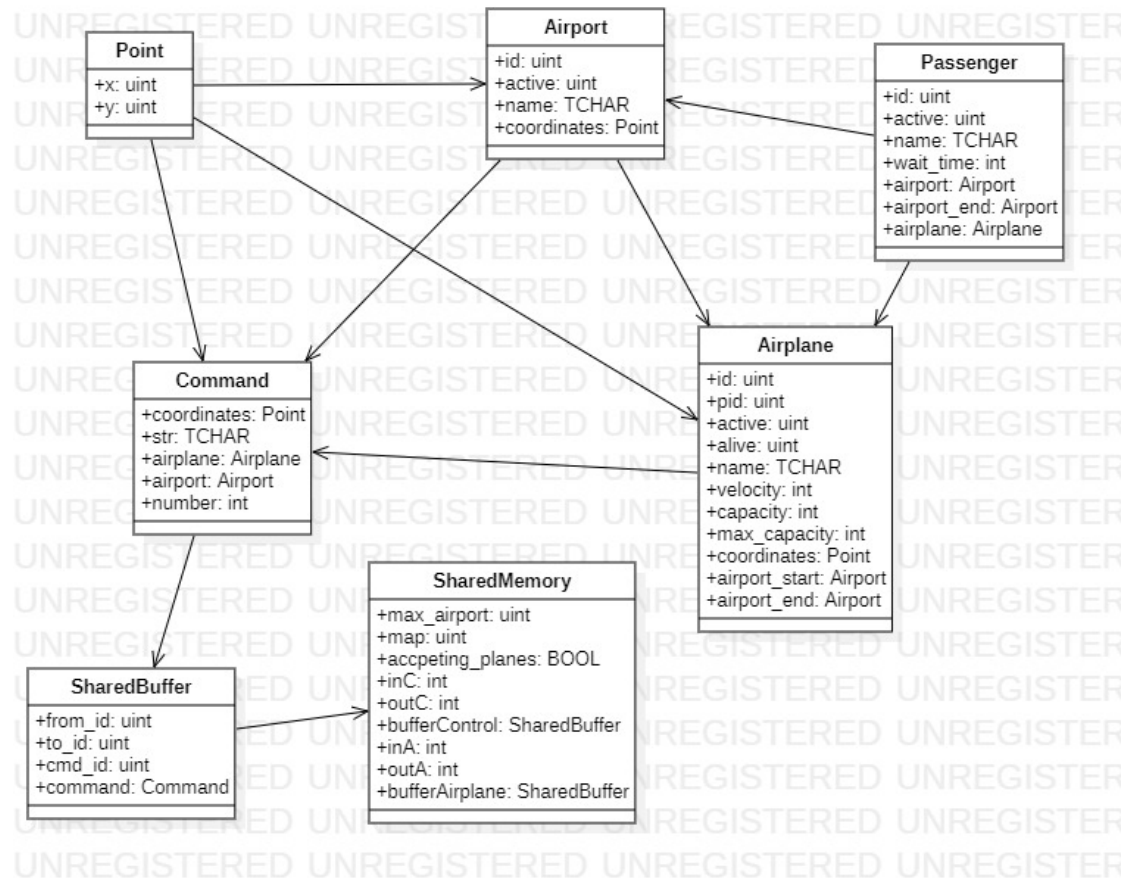 Point
+x: uint
+y: uint
Airport
+id: uint
+active: uint
+name: TCHAR
+coordinates: Point
Passenger
+id: uint
+active: uint
+name: TCHAR
+wait_time: int
+airport: Airport
+airport_end: Airport
+airplane: Airplane
Command
+coordinates: Point
+str: TCHAR
+airplane: Airplane
+airport: Airport
+number: int
Airplane
+id: uint
+pid: uint
+active: uint
+alive: uint
+name: TCHAR
+velocity: int
+capacity: int
+max_capacity: int
+coordinates: Point
+airport_start: Airport
+airport_end: Airport
SharedBuffer
+from_id: uint
+to_id: uint
+cmd_id: uint
+command: Command
SharedMemory
+max_airport: uint
+map: uint
+accpeting_planes: BOOL
+inC: int
+outC: int
+bufferControl: SharedBuffer
+inA: int
+outA: int
+bufferAirplane: SharedBuffer
UNREGISTERED